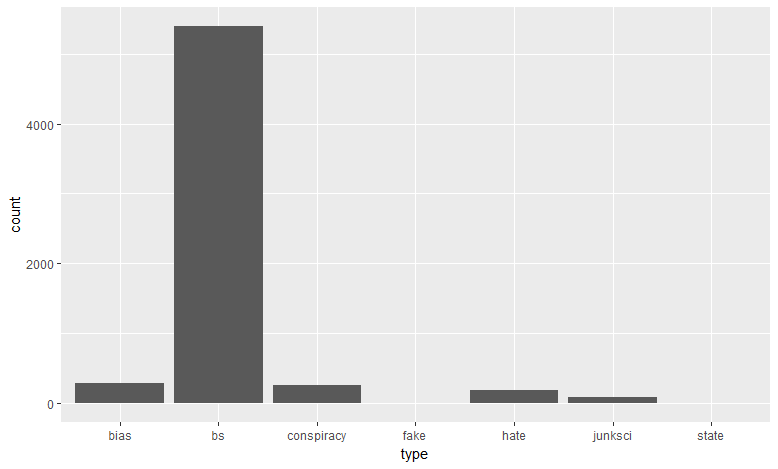 count
4000
2000
0
bias bs conspiracy fake hate junksci state
type